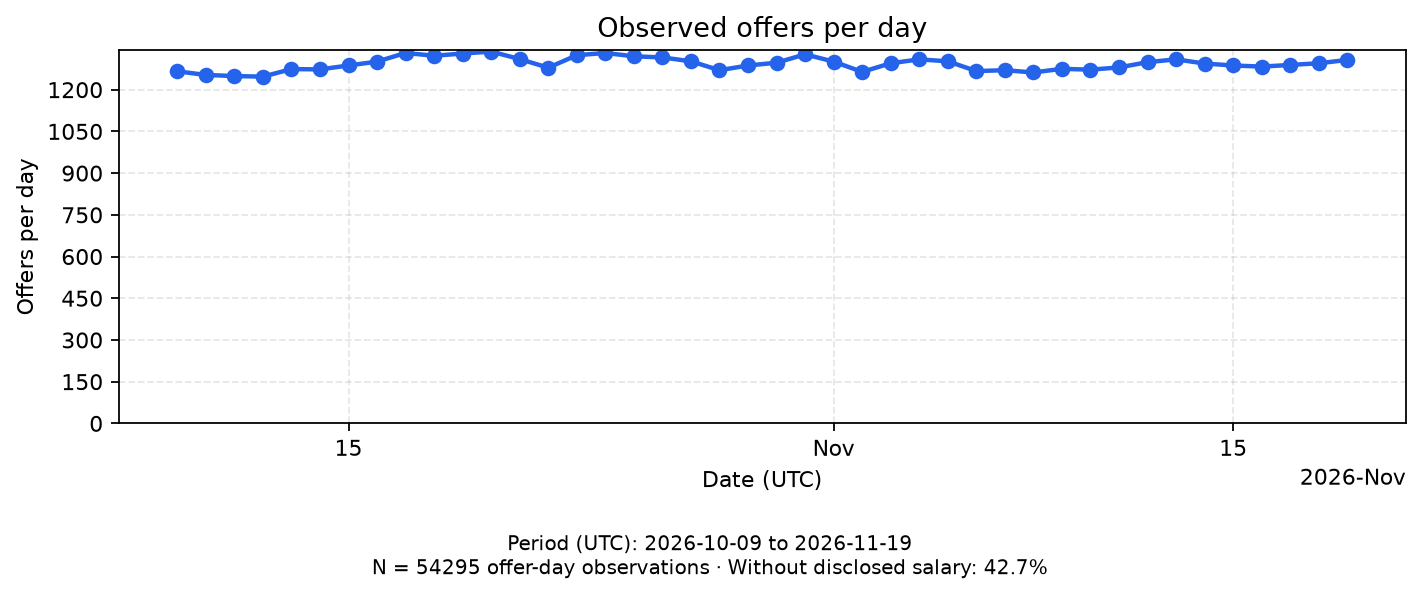 Observed offers per day
1200
1050
900
750
600
450
300
150
0
Offers per day
15
Nov
15
Date (UTC)
2026-Nov
Period (UTC): 2026-10-09 to 2026-11-19
N = 54295 offer-day observations · Without disclosed salary: 42.7%